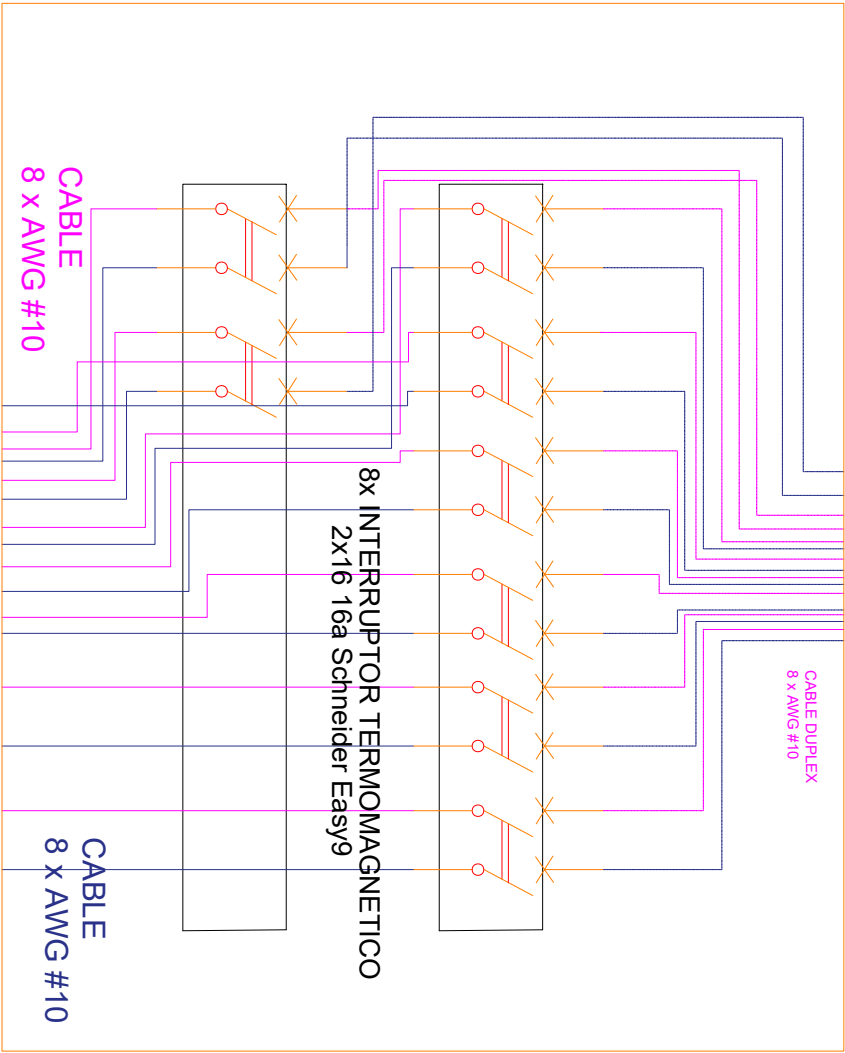 CABLE
8 x AWG #10
8x INTERRUPTOR TERMOMAGNETICO
2x16 16a Schneider Easy9
CABLE DUPLEX
8 x AWG #10
CABLE
8 x AWG #10